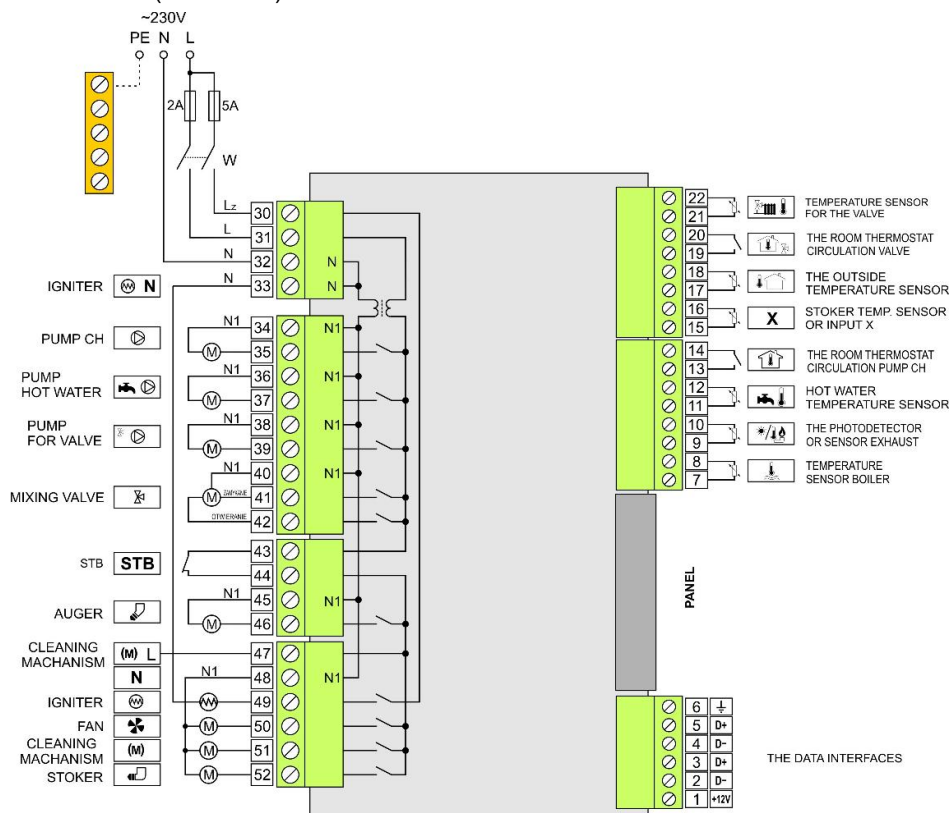 ~230V
PE N L
2A
5A
W
Lz
30
L
31
N
32
N
N
33
N
IGNITER
N
N1
34
N1
PUMP CH
M
35
N1
36
N1
PUMP
HOT WATER
M
37
N1
38
N1
PUMP
FOR VALVE
M
39
N1
40
N1
MIXING VALVE
M
41
OTWIERANIE
42
43
STB
STB
44
N1
45
N1
AUGER
M
46
CLEANING
MACHANISM
(M) L
47
N
N1
48
N1
IGNITER
49
FAN
M
50
CLEANING
MACHANISM
(M)
M
51
STOKER
M
52
22
21
TEMPERATURE SENSOR
FOR THE VALVE
20
19
THE ROOM THERMOSTAT
CIRCULATION VALVE
18
17
THE OUTSIDE
TEMPERATURE SENSOR
16
15
X
STOKER TEMP. SENSOR
OR INPUT X
14
13
THE ROOM THERMOSTAT
CIRCULATION PUMP CH
12
11
HOT WATER
TEMPERATURE SENSOR
10
9
THE PHOTODETECTOR
OR SENSOR EXHAUST
8
7
TEMPERATURE
SENSOR BOILER
PANEL
6
5 D+
4 D-
3 D+
2 D-
1 +12V
THE DATA INTERFACES